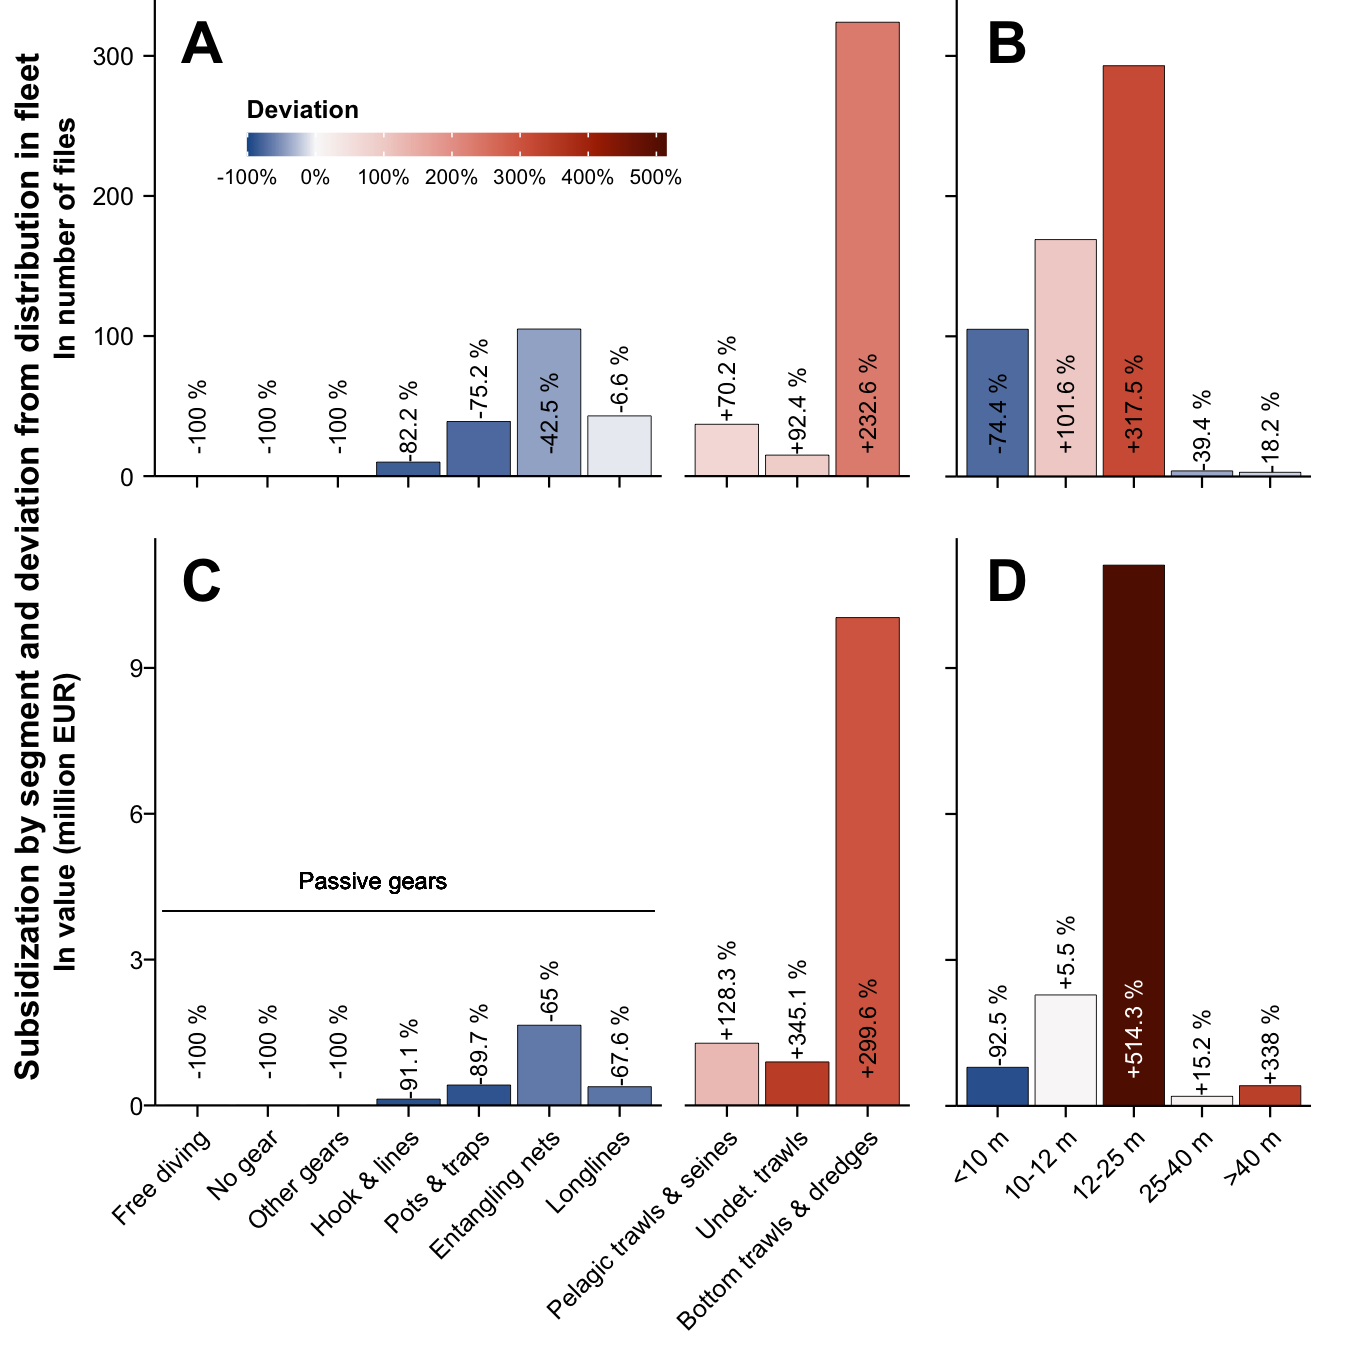 Subsidization by segment and deviation from distribution in fleet
In number of files
In value (million EUR)
A
Deviation
-100% 0% 100% 200% 300% 400% 500%
300
200
100
0
-100 %
-100 %
-100 %
-82.2 %
-75.2 %
-42.5 %
-6.6 %
+70.2 %
+92.4 %
+232.6 %
B
-74.4 %
+101.6 %
+317.5 %
-39.4 %
-18.2 %
C
9
6
3
0
Passive gears
-100 %
-100 %
-100 %
-91.1 %
-89.7 %
-65 %
-67.6 %
+128.3 %
+345.1 %
+299.6 %
D
-92.5 %
+5.5 %
+514.3 %
+15.2 %
+338 %
Free diving
No gear
Other gears
Hook & lines
Pots & traps
Entangling nets
Longlines
Pelagic trawls & seines
Undet. trawls
Bottom trawls & dredges
<10 m
10-12 m
12-25 m
25-40 m
>40 m